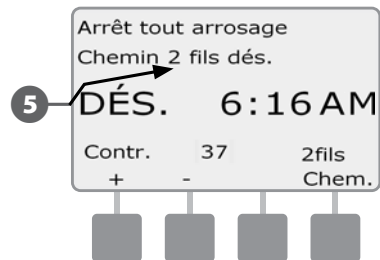 Arrêt tout arrosage
Chemin 2 fils dés.
5
DÉS. 6:16 AM
Contr. 37 2fils
+ - Chem.